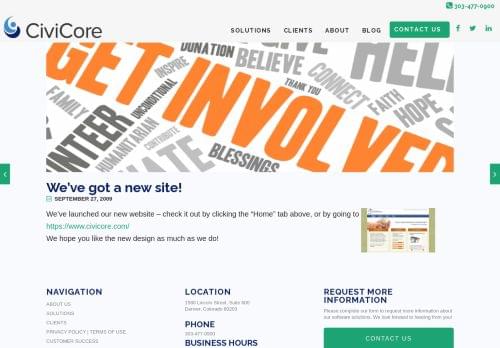 303-477-0900
CiviCore
SOLUTIONS
CLIENTS
ABOUT
BLOG
CONTACT US
DONATION
GIVE
HELP
INSPIRE
BELIEVE
THANK YOU
GET INVOLVED
CONNECT
FAITH
HOPE
FAMILY
UNCONDITIONAL
VOLUNTEER
HUMANITARIAN
CONTRIBUTE
BLESSINGS
We've got a new site!
SEPTEMBER 27, 2009
We've launched our new website – check it out by clicking the "Home" tab above, or by going to
https://www.civicore.com/
We hope you like the new design as much as we do!
NAVIGATION
ABOUT US
SOLUTIONS
CLIENTS
PRIVACY POLICY | TERMS OF USE
CUSTOMER SUCCESS
LOCATION
1580 Lincoln Street, Suite 600
Denver, Colorado 80203
PHONE
303-477-0900
BUSINESS HOURS
REQUEST MORE
INFORMATION
Please complete our form to request more information about
our software solutions. We look forward to hearing from you!
CONTACT US